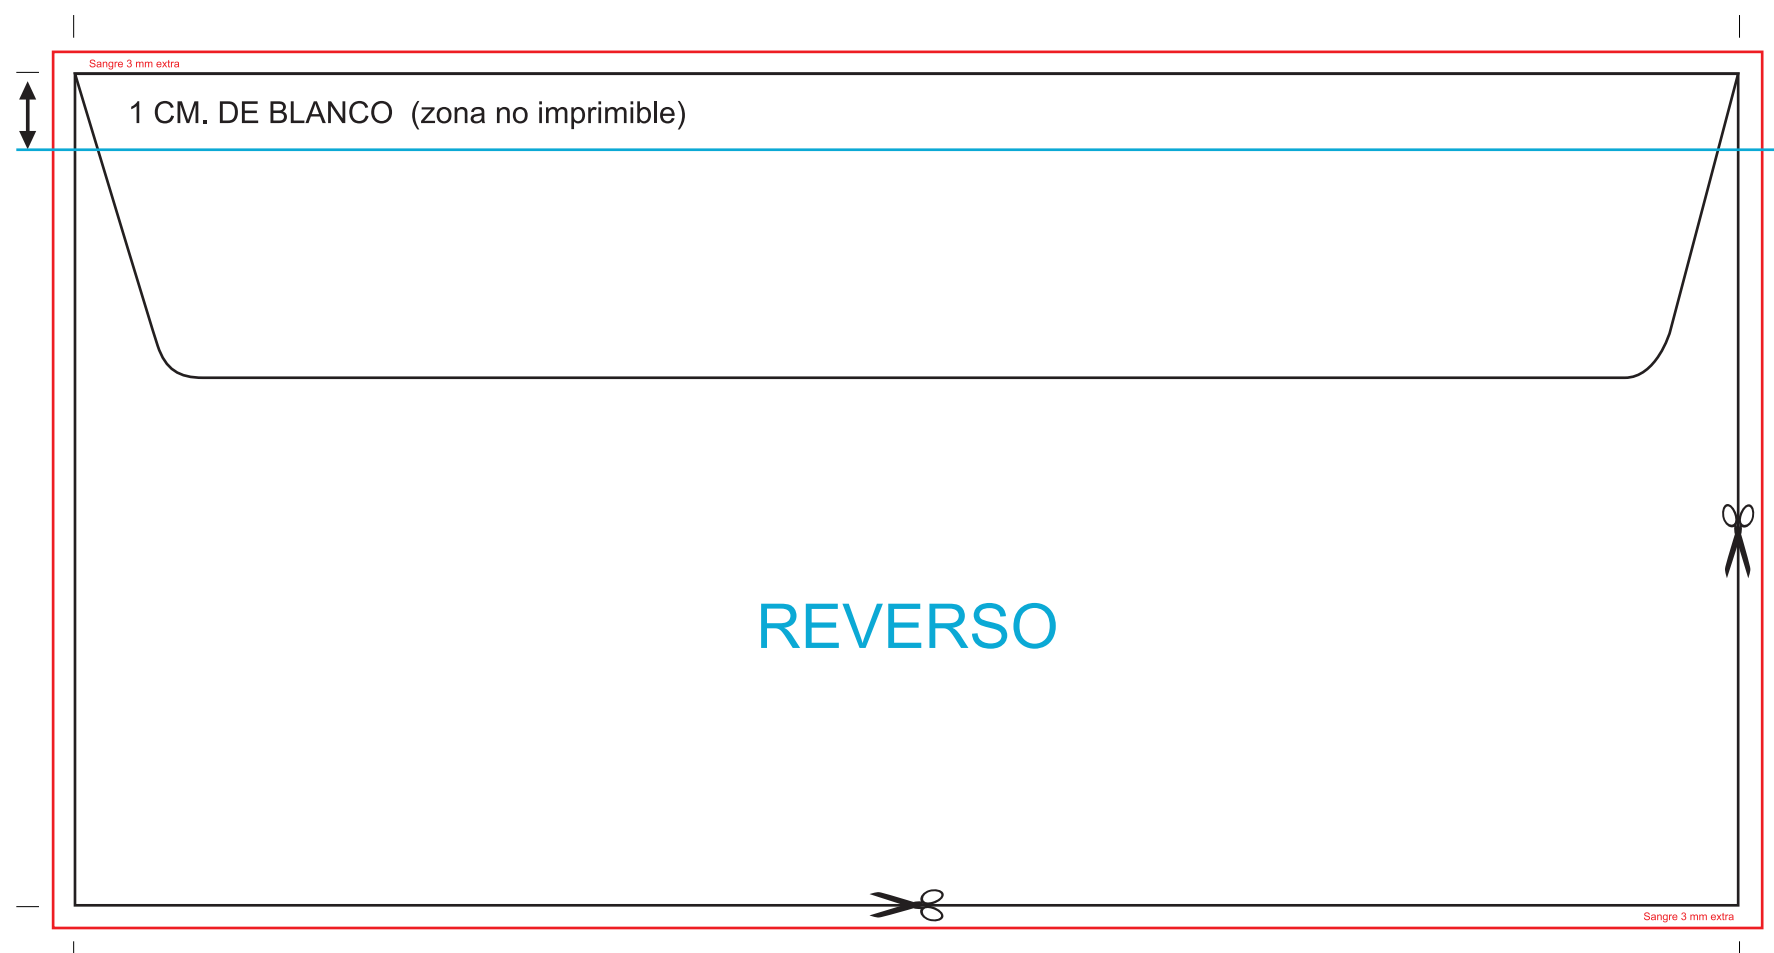 Sangre 3 mm extra
1 CM. DE BLANCO  (zona no imprimible)
REVERSO
Sangre 3 mm extra